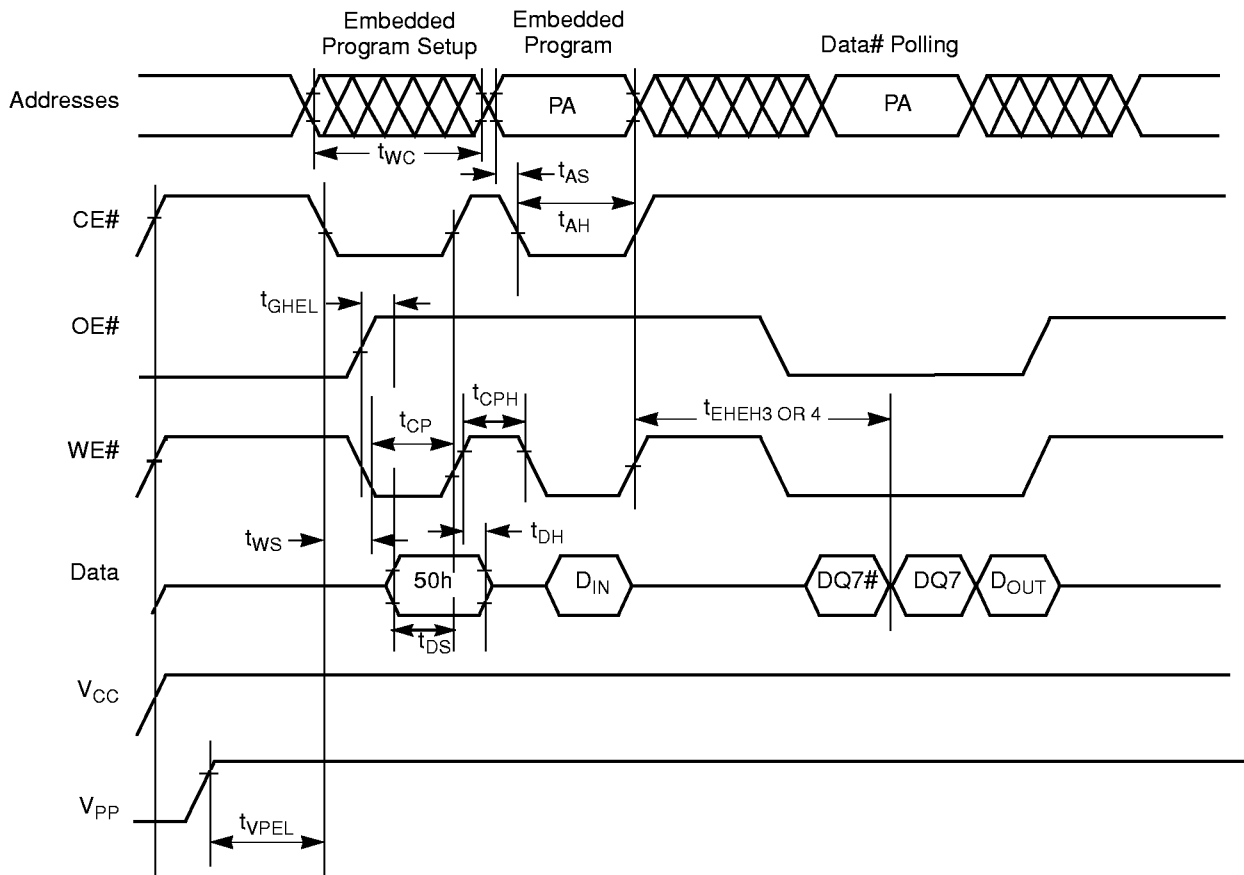 Embedded
Program Setup
Embedded
Program
Data# Polling
Addresses
PA
PA
tWC
tAS
CE#
tAH
tGHEL
OE#
tCPH
tCP
tEHEH3 OR 4
WE#
tWS
tDH
Data
50h
DIN
DQ7#
DQ7
DOUT
tDS
VCC
VPP
tVPEL